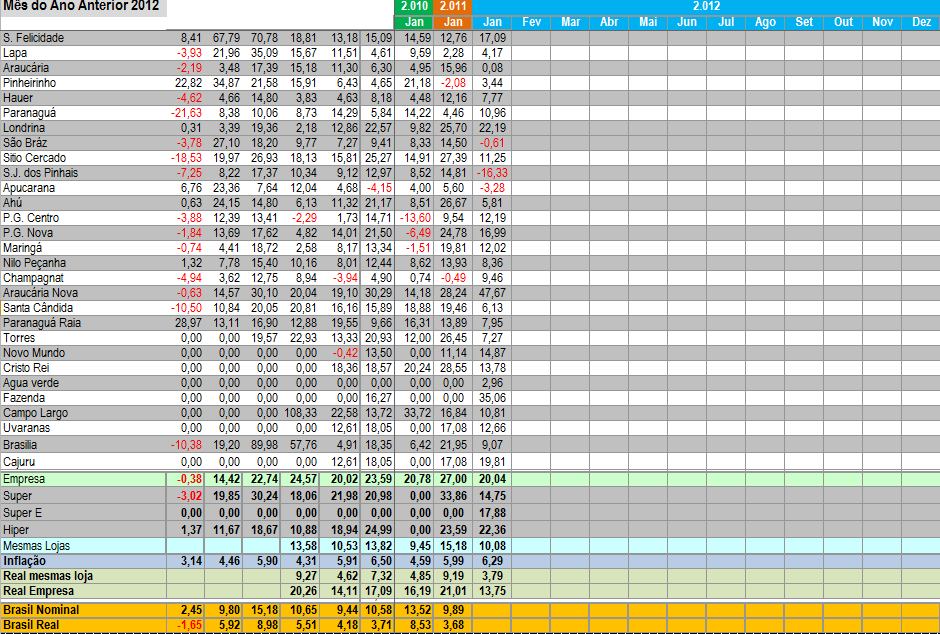 Mês do Ano Anterior 2012 2.010 2.011 2.012
Jan Jan Jan Fev Mar Abr Mai Jun Jul Ago Set Out Nov Dez
S. Felicidade 8,41 67,79 70,78 18,81 13,18 15,09 14,59 12,76 17,09
Lapa -3,93 21,96 35,09 15,67 11,51 4,61 9,59 2,28 4,17
Araucária -2,19 3,48 17,39 15,18 11,30 6,30 4,95 15,96 0,08
Pinheirinho 22,82 34,87 21,58 15,91 6,43 4,65 21,18 -2,08 3,44
Hauer -4,62 4,66 14,80 3,83 4,63 8,18 4,48 12,16 7,77
Paranaguá -21,63 8,38 10,06 8,73 14,29 5,84 14,22 4,46 10,96
Londrina 0,31 3,39 19,36 2,18 12,86 22,57 9,82 25,70 22,19
São Bráz -3,78 27,10 18,20 9,77 7,27 9,41 8,33 14,50 -0,61
Sitio Cercado -18,53 19,97 26,93 18,13 15,81 25,27 14,91 27,39 11,25
S.J. dos Pinhais -7,25 8,22 17,37 10,34 9,12 12,97 8,52 14,81 -16,33
Apucarana 6,76 23,36 7,64 12,04 4,68 -4,15 4,00 5,60 -3,28
Ahú 0,63 24,15 14,80 6,13 11,32 21,17 8,51 26,67 5,81
P.G. Centro -3,88 12,39 13,41 -2,29 1,73 14,71 -13,60 9,54 12,19
P.G. Nova -1,84 13,69 17,62 4,82 14,01 21,50 -6,49 24,78 16,99
Maringá -0,74 4,41 18,72 2,58 8,17 13,34 -1,51 19,81 12,02
Nilo Peçanha 1,32 7,78 15,40 10,16 8,01 12,44 8,62 13,93 8,36
Champagnat -4,94 3,62 12,75 8,94 -3,94 4,90 0,74 -0,49 9,46
Araucária Nova -0,63 14,57 30,10 20,04 19,10 30,29 14,18 28,24 47,67
Santa Cândida -10,50 10,84 20,05 20,81 16,16 15,89 18,88 19,46 6,13
Paranaguá Raia 28,97 13,11 16,90 12,88 19,55 9,66 16,31 13,89 7,95
Torres 0,00 0,00 19,57 22,93 13,33 20,93 12,00 26,45 7,27
Novo Mundo 0,00 0,00 0,00 0,00 -0,42 13,50 0,00 11,14 14,87
Cristo Rei 0,00 0,00 0,00 0,00 18,36 18,57 20,24 28,55 13,78
Agua verde 0,00 0,00 0,00 0,00 0,00 0,00 0,00 0,00 2,96
Fazenda 0,00 0,00 0,00 0,00 0,00 16,27 0,00 0,00 35,06
Campo Largo 0,00 0,00 0,00 108,33 22,58 13,72 33,72 16,84 10,81
Uvaranas 0,00 0,00 0,00 0,00 12,61 18,05 0,00 17,08 12,66
Brasilia -10,38 19,20 89,98 57,76 4,91 18,35 6,42 21,95 9,07
Cajuru 0,00 0,00 0,00 0,00 12,61 18,05 0,00 17,08 19,81
Empresa -0,38 14,42 22,74 24,57 20,02 23,59 20,78 27,00 20,04
Super -3,02 19,85 30,24 18,06 21,98 20,98 0,00 33,86 14,75
Super E 0,00 0,00 0,00 0,00 0,00 0,00 0,00 0,00 17,88
Hiper 1,37 11,67 18,67 10,88 18,94 24,99 0,00 23,59 22,36
Mesmas Lojas 13,58 10,53 13,82 9,45 15,18 10,08
Inflação 3,14 4,46 5,90 4,31 5,91 6,50 4,59 5,99 6,29
Real mesmas loja 9,27 4,62 7,32 4,85 9,19 3,79
Real Empresa 20,26 14,11 17,09 16,19 21,01 13,75
Brasil Nominal 2,45 9,80 15,18 10,65 9,44 10,58 13,52 9,89
Brasil Real -1,65 5,92 8,98 5,51 4,18 3,71 8,53 3,68